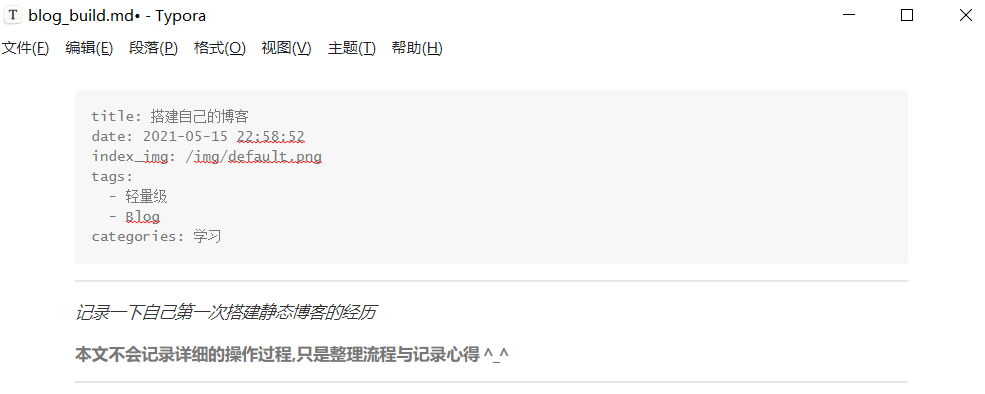 T blog_build.md• - Typora
文件(F) 编辑(E) 段落(P) 格式(O) 视图(V) 主题(T) 帮助(H)
title: 搭建自己的博客
date: 2021-05-15 22:58:52
index_img: /img/default.png
tags:
  - 轻量级
  - Blog
categories: 学习
记录一下自己第一次搭建静态博客的经历
本文不会记录详细的操作过程,只是整理流程与记录心得 ^_^